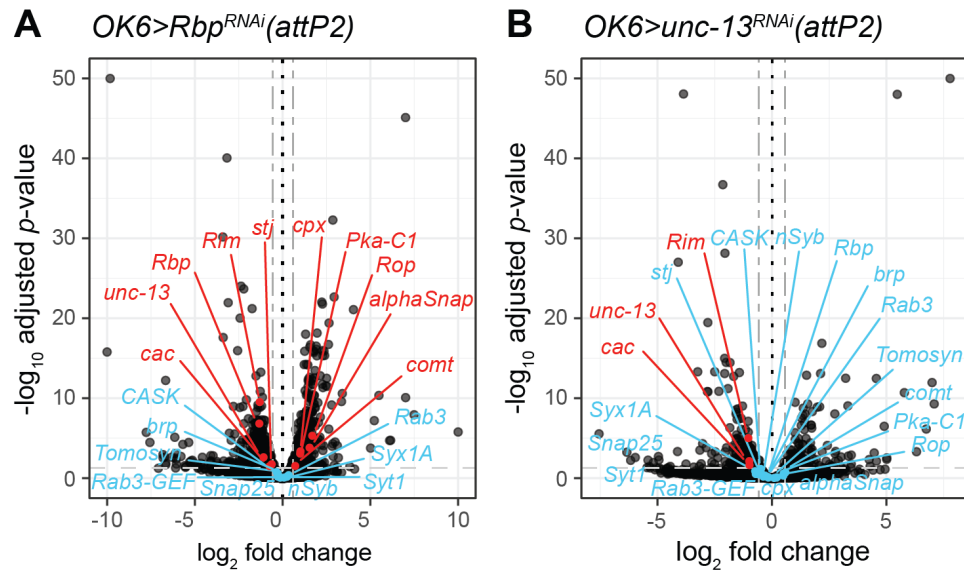 A OK6>Rbp^RNAi(attP2)
-log10 adjusted p-value
50
40
30
20
10
0
stj
cpx
Rim
Pka-C1
Rbp
Rop
unc-13
alphaSnap
cac
comt
CASK
Rab3
brp
Tomosyn
Syx1A
Rab3-GEF
Snap25
nSyb
Syt1
-10 -5 0 5 10
log2 fold change
B OK6>unc-13^RNAi(attP2)
-log10 adjusted p-value
50
40
30
20
10
0
Rim
CASK
nSyb
Rbp
stj
brp
unc-13
Rab3
cac
Tomosyn
comt
Syx1A
Pka-C1
Snap25
Rop
Syt1
Rab3-GEF
cpx
alphaSnap
-5 0 5
log2 fold change